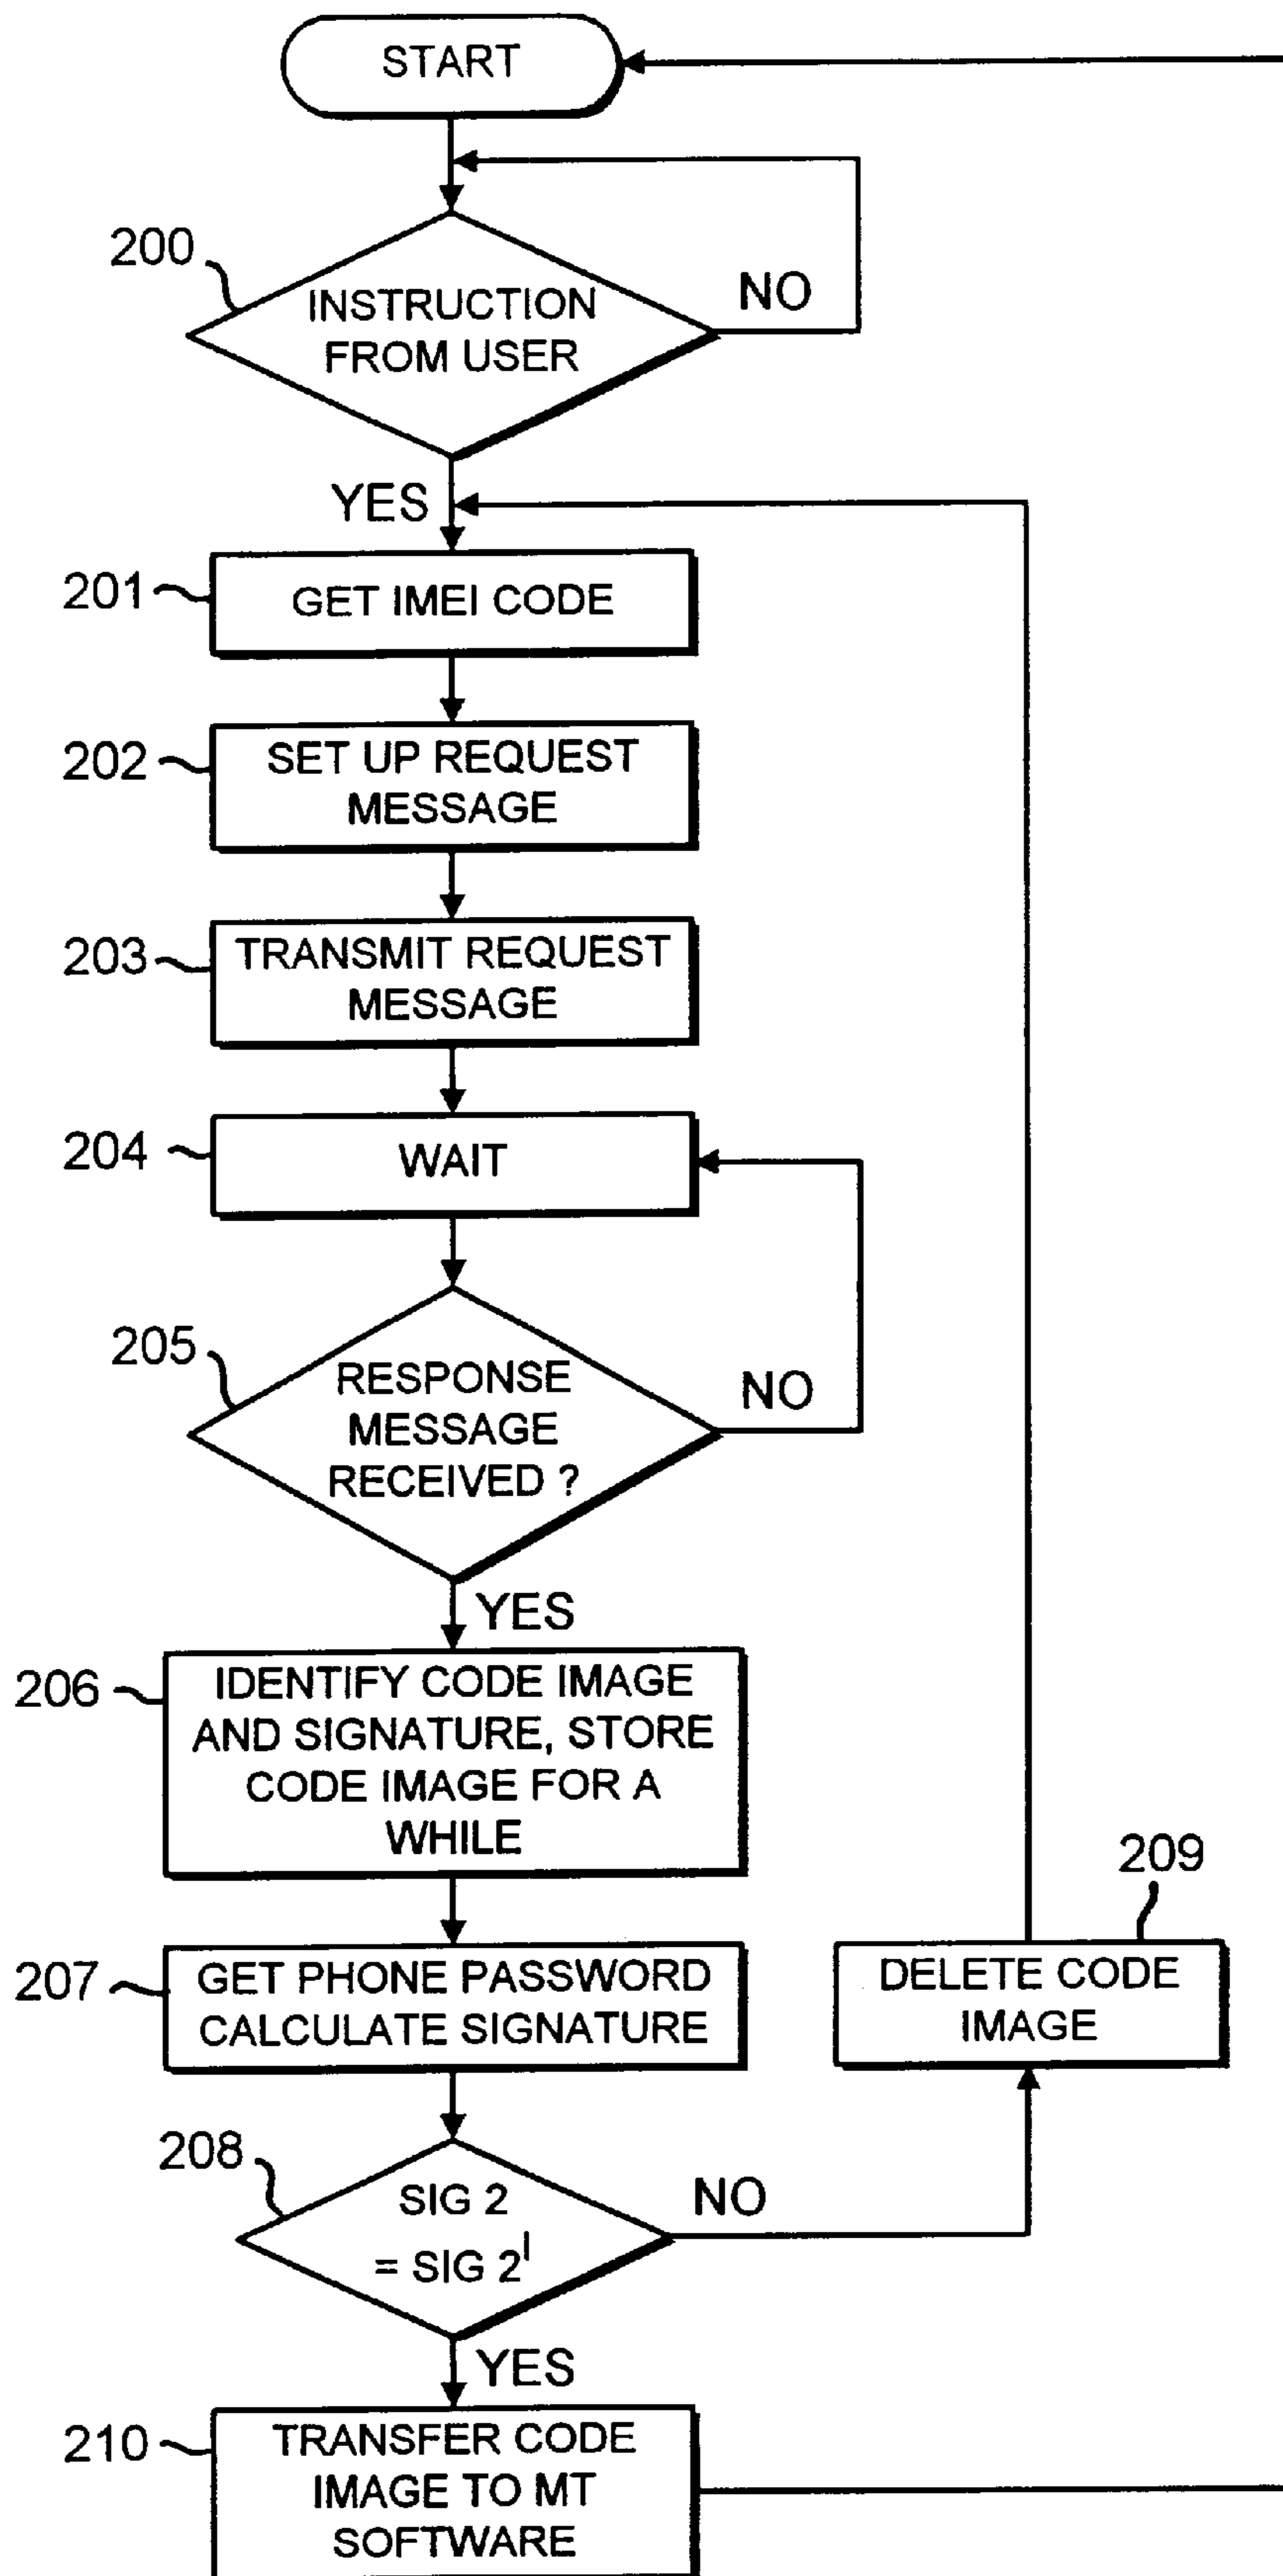 START
200
INSTRUCTION
FROM USER
NO
YES
201
GET IMEI CODE
202
SET UP REQUEST
MESSAGE
203
TRANSMIT REQUEST
MESSAGE
204
WAIT
205
RESPONSE
MESSAGE
RECEIVED ?
NO
YES
206
IDENTIFY CODE IMAGE
AND SIGNATURE, STORE
CODE IMAGE FOR A
WHILE
207
GET PHONE PASSWORD
CALCULATE SIGNATURE
209
DELETE CODE
IMAGE
208
SIG 2
= SIG 2'
NO
YES
210
TRANSFER CODE
IMAGE TO MT
SOFTWARE